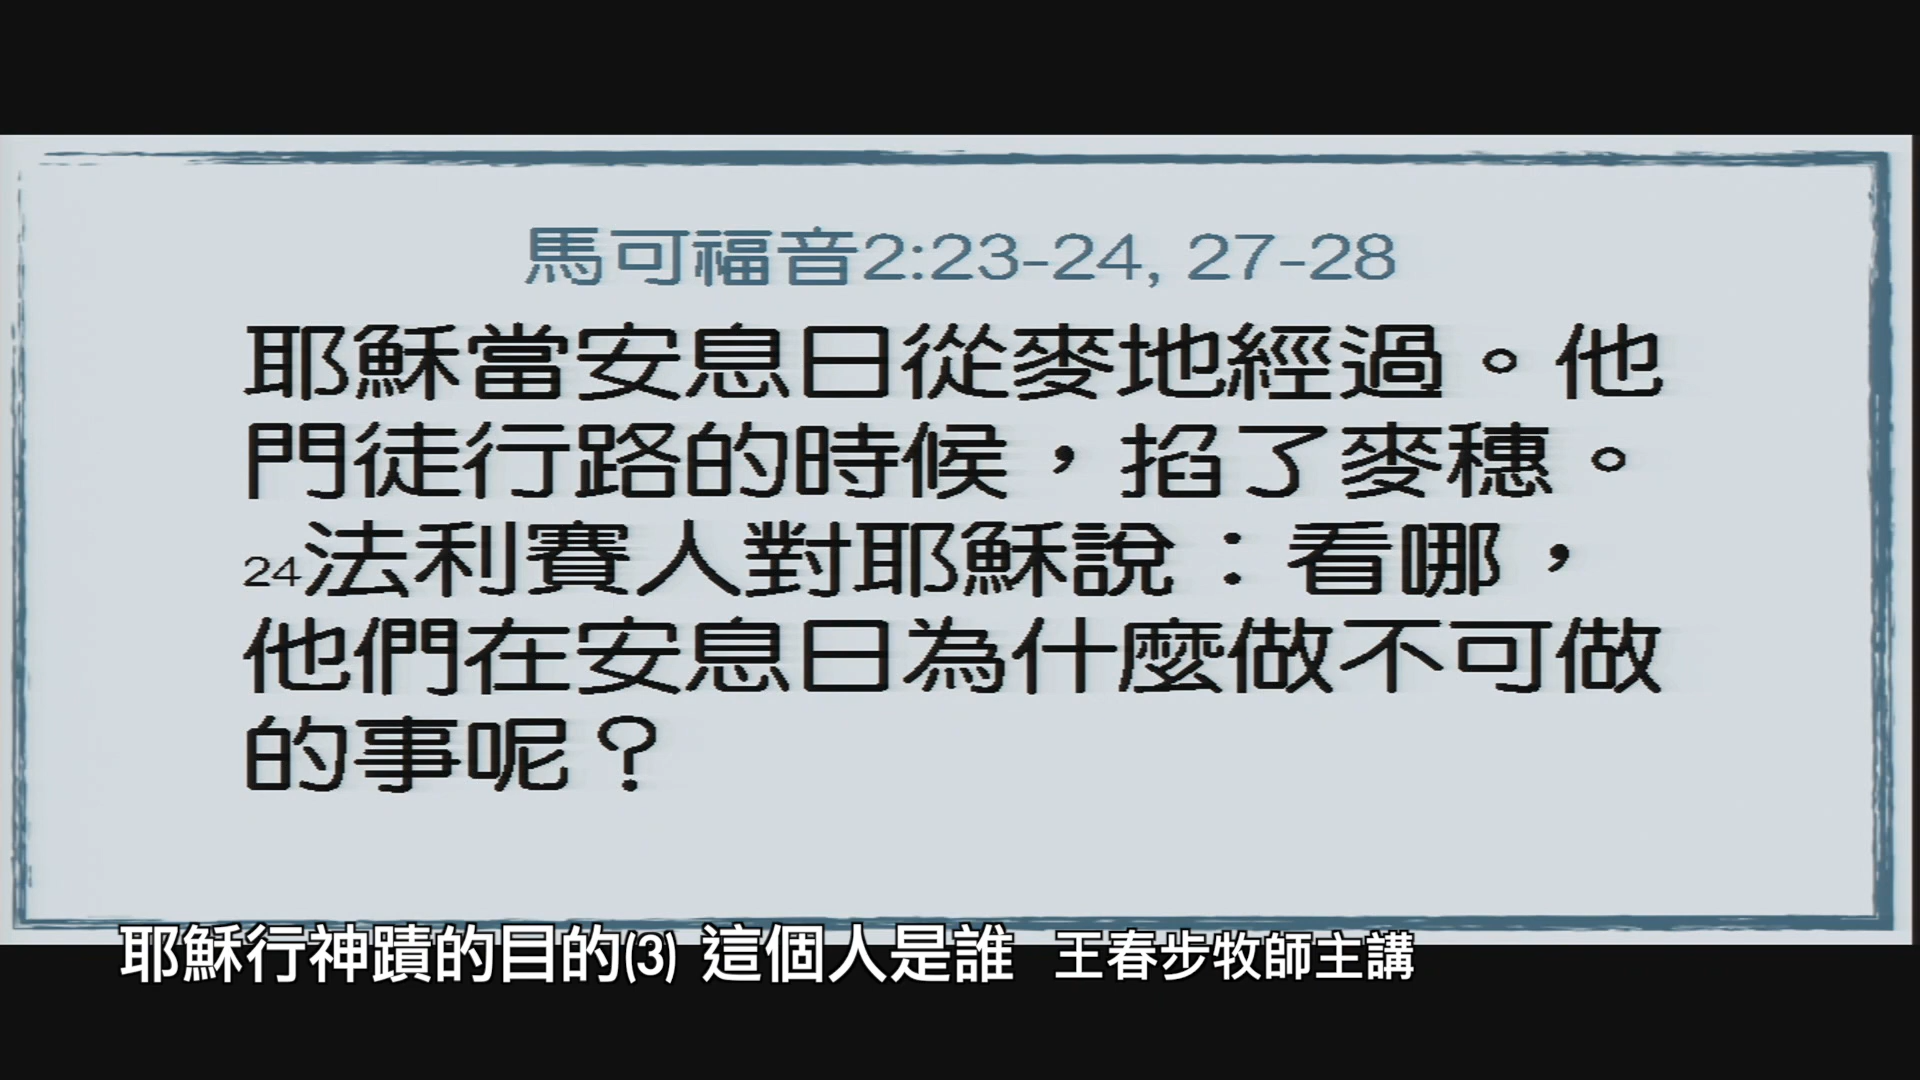 馬可福音2:23-24, 27-28
耶穌當安息日從麥地經過。他
門徒行路的時候，掐了麥穗。
24法利賽人對耶穌說：看哪，
他們在安息日為什麼做不可做
的事呢？
耶穌行神蹟的目的(3) 這個人是誰 王春步牧師主講